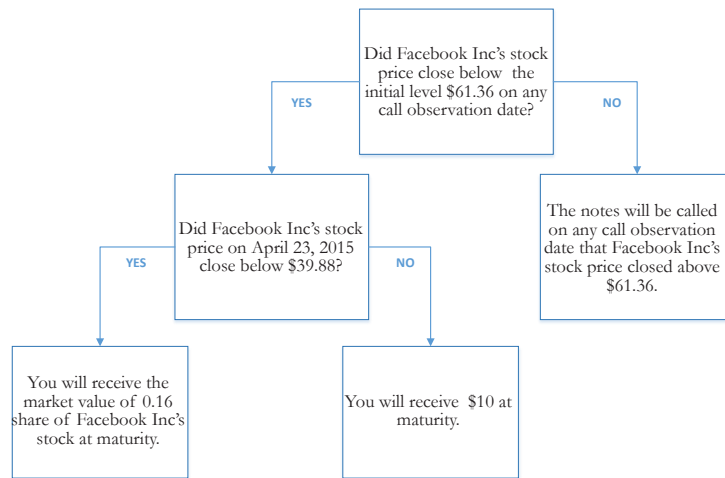 Did Facebook Inc's stock
price close below the
initial level $61.36 on any
call observation date?
YES
NO
Did Facebook Inc's stock
price on April 23, 2015
close below $39.88?
The notes will be called
on any call observation
date that Facebook Inc's
stock price closed above
$61.36.
YES
NO
You will receive the
market value of 0.16
share of Facebook Inc's
stock at maturity.
You will receive $10 at
maturity.